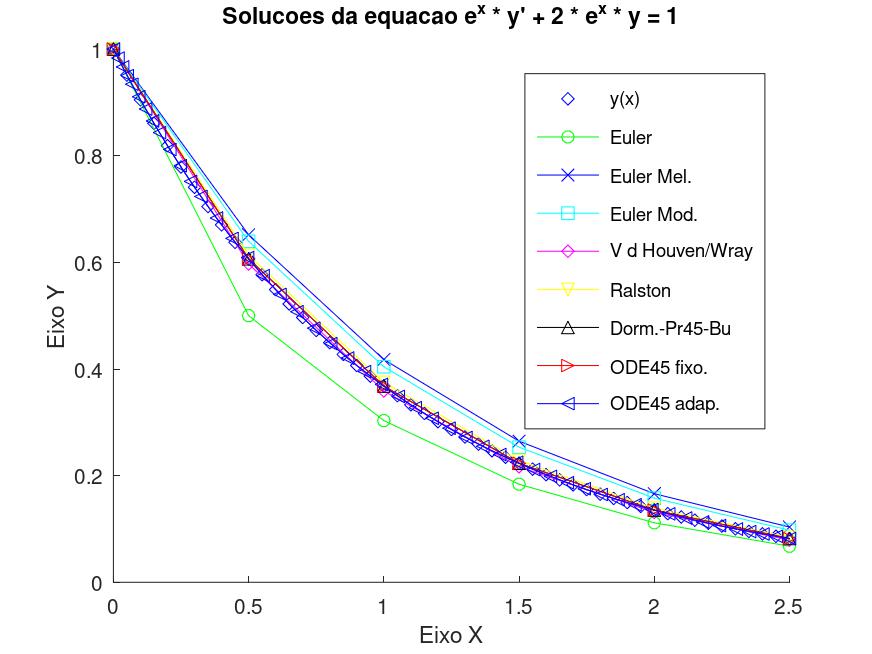 Solucoes da equacao eˣ * y' + 2 * eˣ * y = 1
1
0.8
0.6
0.4
0.2
0
Eixo Y
y(x)
Euler
Euler Mel.
Euler Mod.
V d Houven/Wray
Ralston
Dorm.-Pr45-Bu
ODE45 fixo.
ODE45 adap.
0 0.5 1 1.5 2 2.5
Eixo X